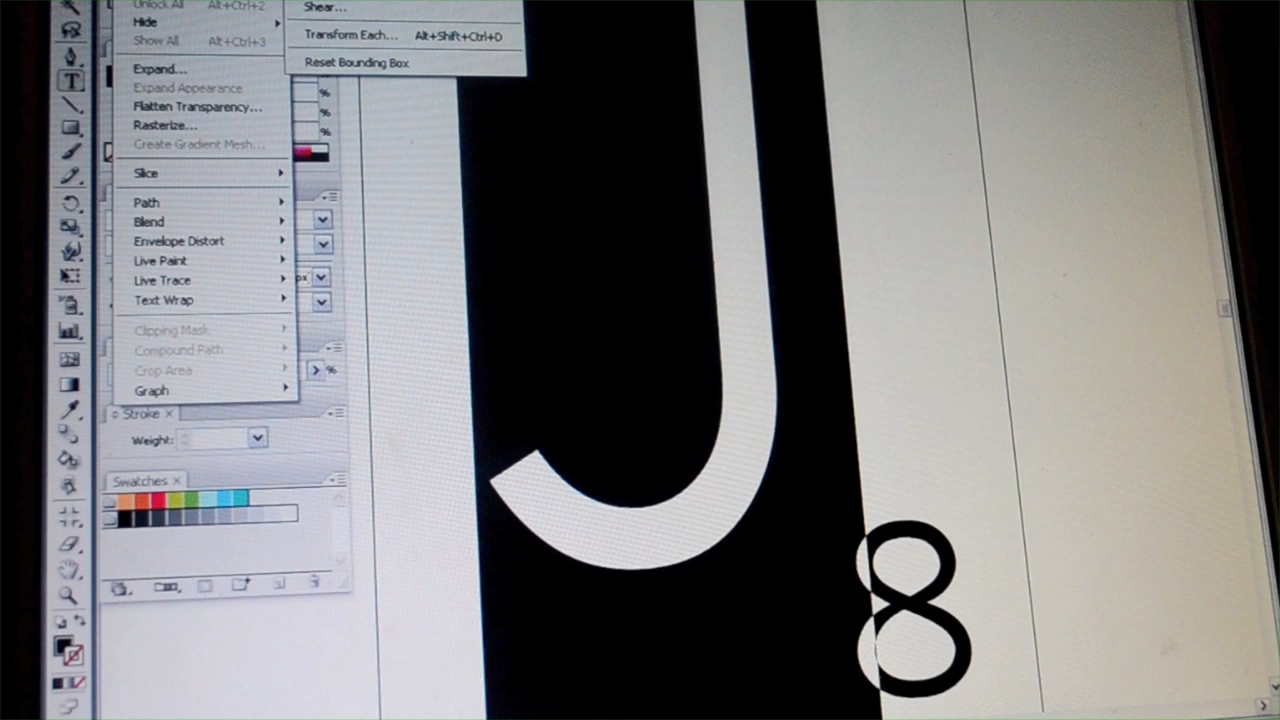 Unlock All Alt+Ctrl+2
Hide
Show All Alt+Ctrl+3
Expand...
Expand Appearance
Flatten Transparency...
Rasterize...
Create Gradient Mesh...
Slice
Path
Blend
Envelope Distort
Live Paint
Live Trace
Text Wrap
Clipping Mask
Compound Path
Crop Area
Graph
Shear...
Transform Each... Alt+Shift+Ctrl+D
Reset Bounding Box
%
%
%
px
%
Stroke
Weight:
Swatches
T
J
8